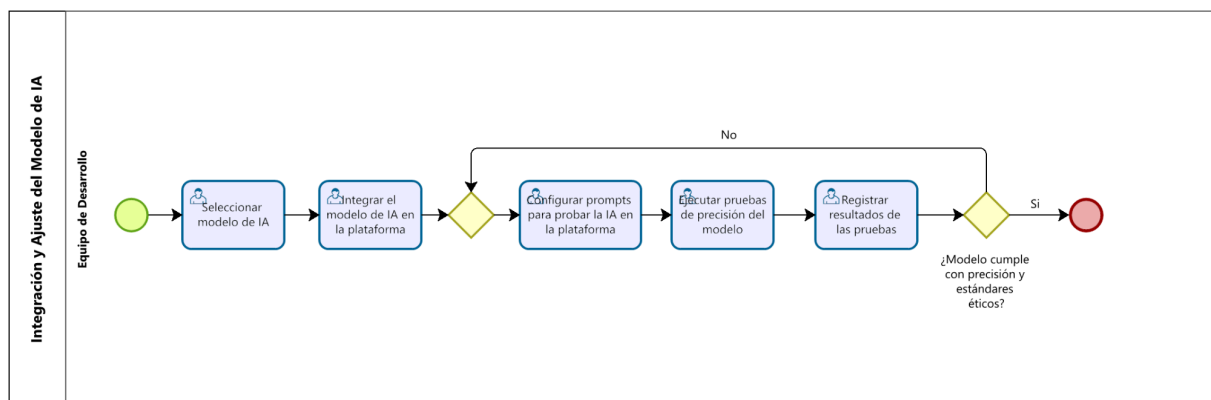 Integración y Ajuste del Modelo de IA
Equipo de Desarrollo
Seleccionar
modelo de IA
Integrar el
modelo de IA en
la plataforma
Configurar prompts
para probar la IA en
la plataforma
Ejecutar pruebas
de precisión del
modelo
Registrar
resultados de
las pruebas
No
¿Modelo cumple
con precisión y
estándares
éticos?
Si